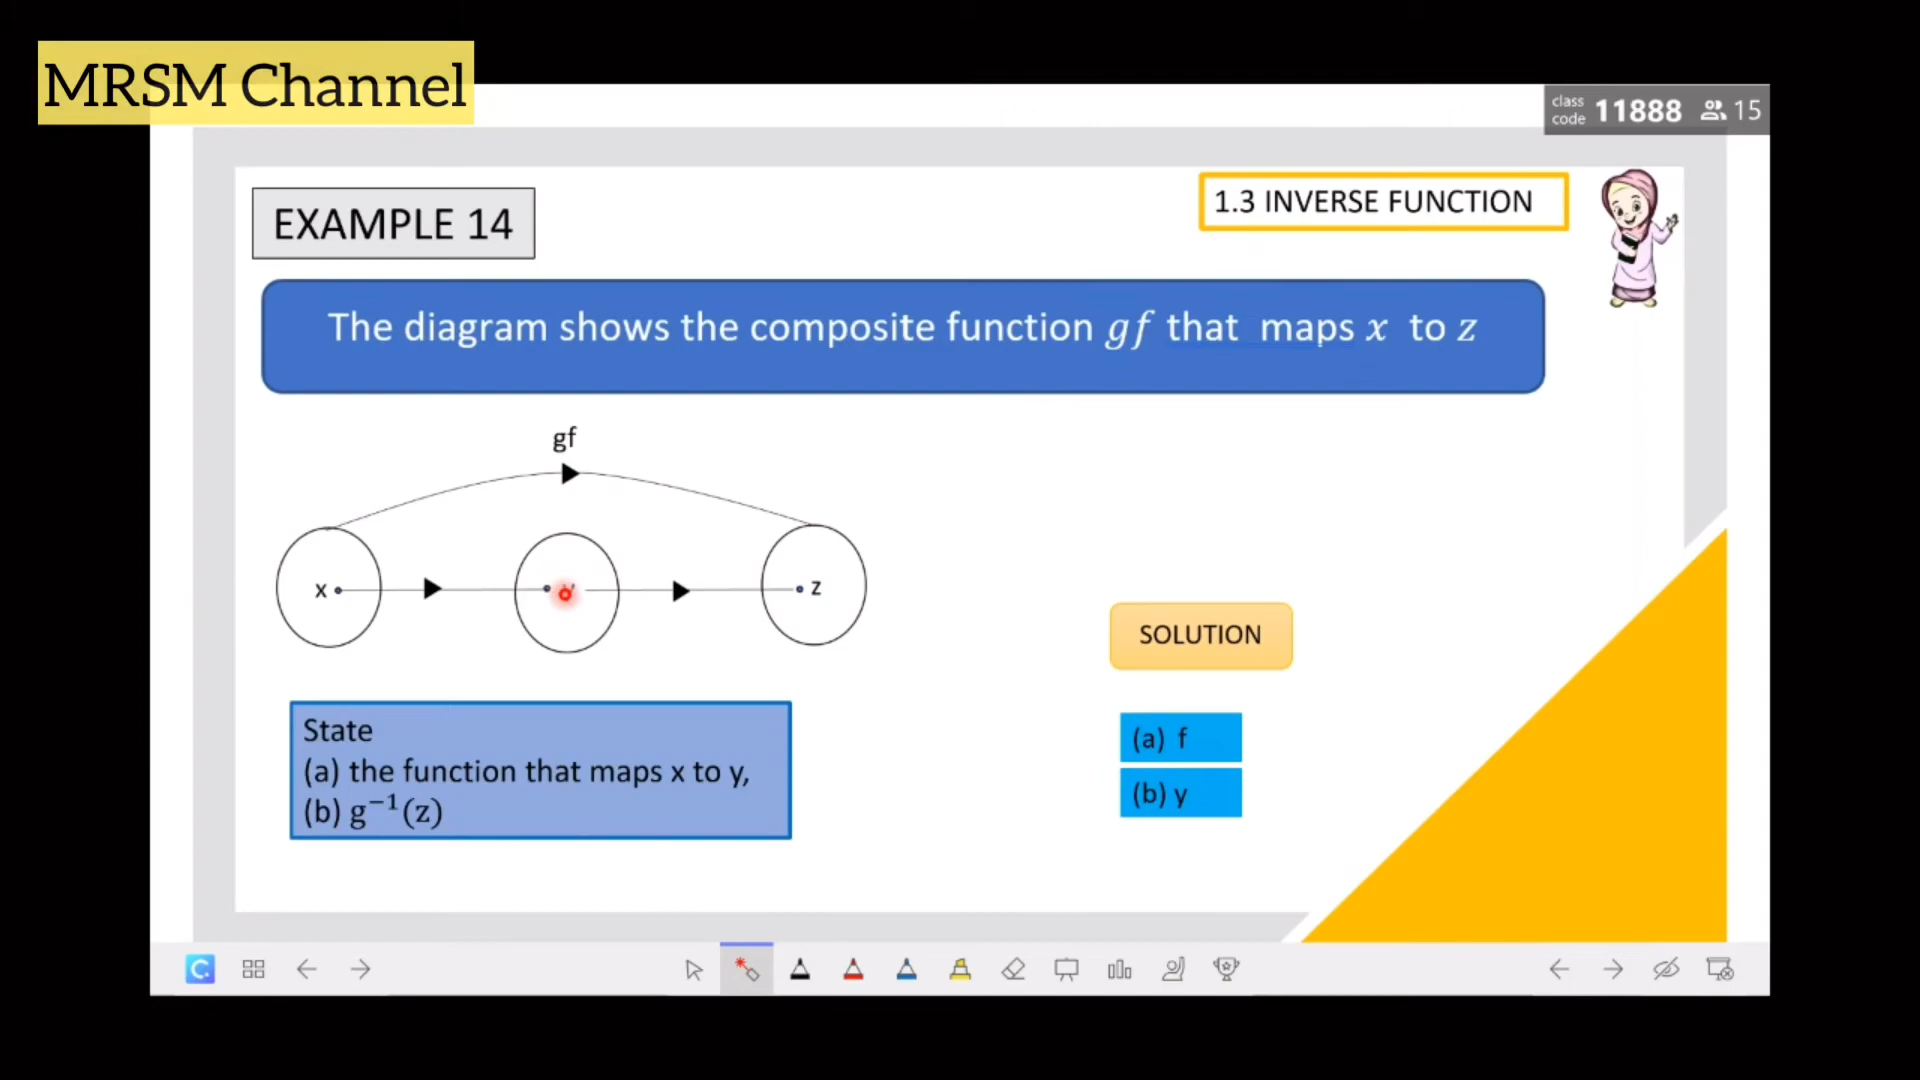 MRSM Channel
class code 11888 15
EXAMPLE 14
1.3 INVERSE FUNCTION
The diagram shows the composite function gf that maps x to z
gf
x
z
SOLUTION
State
(a) the function that maps x to y,
(b) g⁻¹(z)
(a) f
(b) y